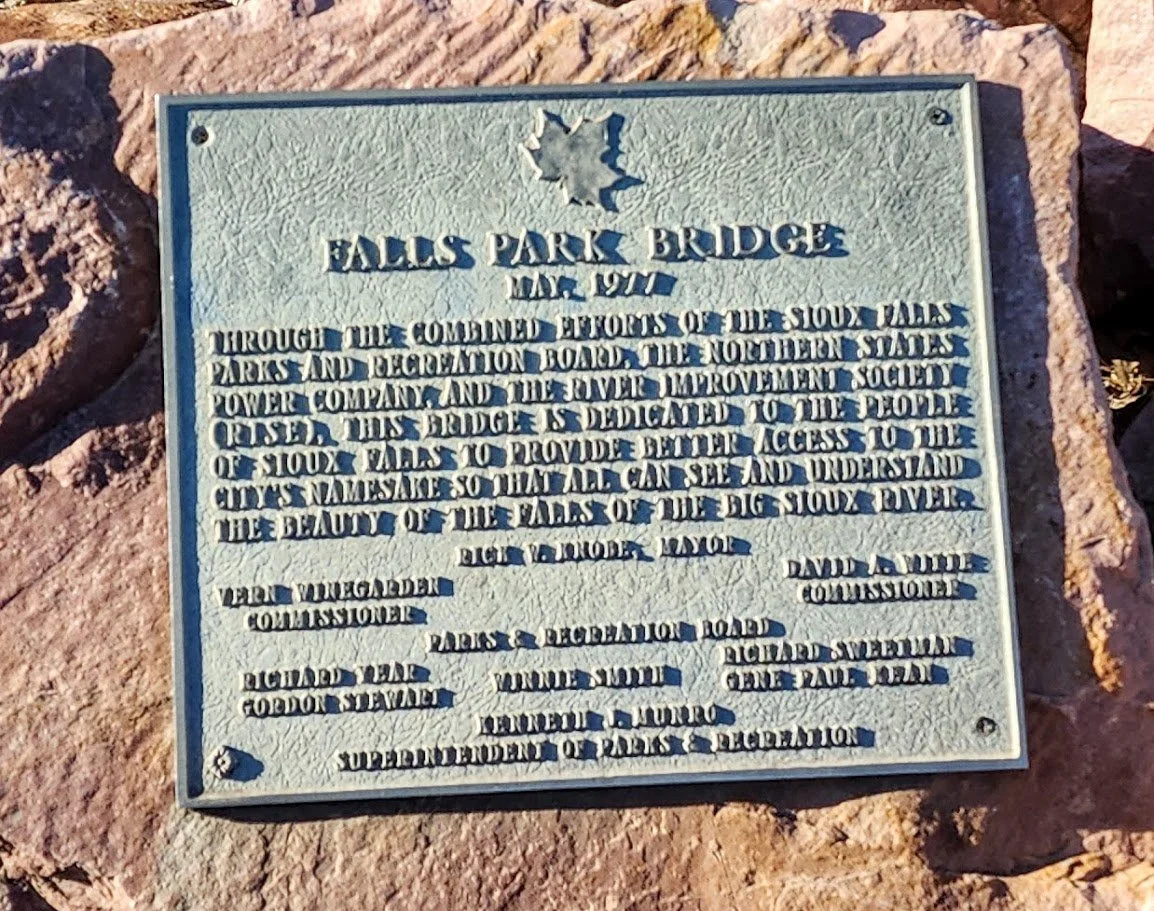 FALLS PARK BRIDGE
MAY, 1977
THROUGH THE COMBINED EFFORTS OF THE SIOUX FALLS
PARKS AND RECREATION BOARD, THE NORTHERN STATES
POWER COMPANY, AND THE RIVER IMPROVEMENT SOCIETY
(RISE), THIS BRIDGE IS DEDICATED TO THE PEOPLE
OF SIOUX FALLS TO PROVIDE BETTER ACCESS TO THE
CITY'S NAMESAKE SO THAT ALL CAN SEE AND UNDERSTAND
THE BEAUTY OF THE FALLS OF THE BIG SIOUX RIVER.
RICK V. KNOBE, MAYOR
VERN WINEGARDEN DAVID A. WITTE
COMMISSIONER COMMISSIONER
PARKS & RECREATION BOARD
RICHARD WINNIE SMITH RICHARD SWEETMAN
GORDON STEWART GENE PAUL KEAN
KENNETH J. MUNRO
SUPERINTENDENT OF PARKS & RECREATION